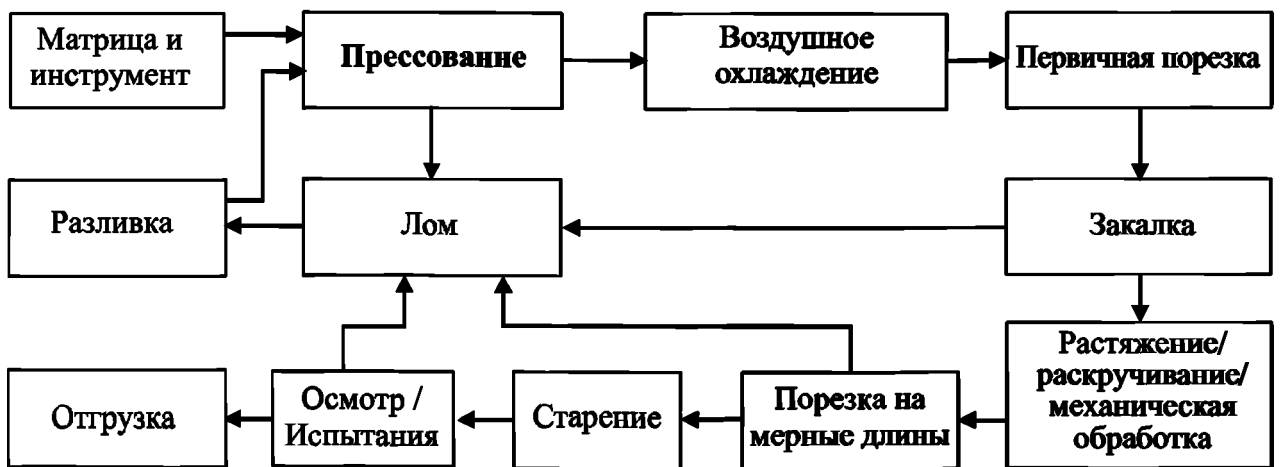 Матрица и
инструмент
Прессование
Воздушное
охлаждение
Первичная порезка
Разливка
Лом
Закалка
Отгрузка
Осмотр /
Испытания
Старение
Порезка на
мерные длины
Растяжение/
раскручивание/
механическая
обработка